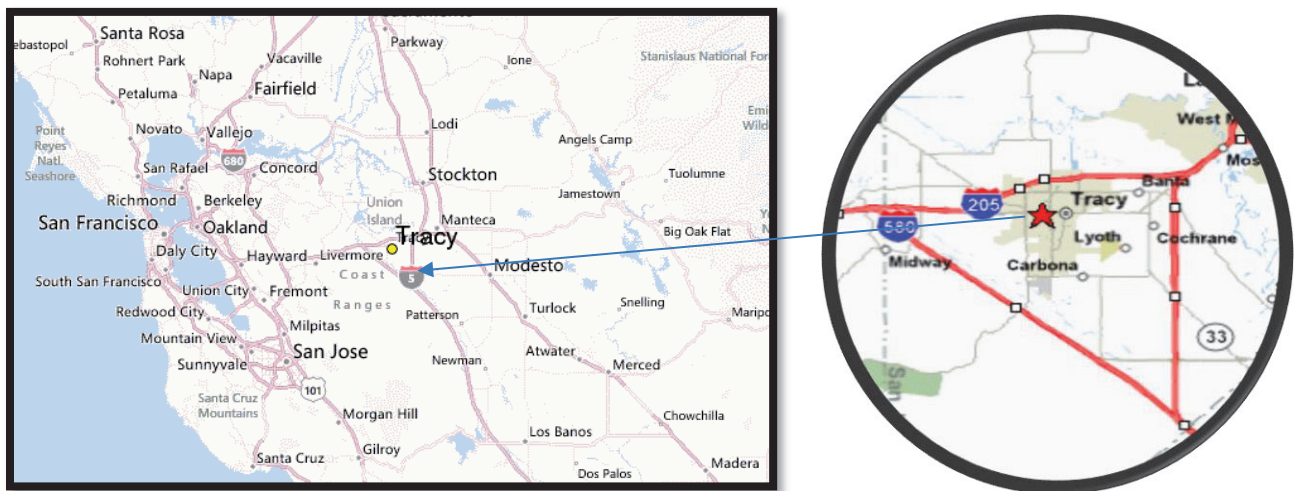 Santa Rosa
Parkway
ebastopol
Rohnert Park
Vacaville
Ione
Stanislaus National For
Napa
Fairfield
Petaluma
Lodi
Point
Reyes
Natl.
Seashore
Novato
Vallejo
Angels Camp
680
San Rafael
Concord
Stockton
Tuolumne
Richmond
Berkeley
Union
Island
Jamestown
San Francisco
Oakland
Manteca
Tracy
Big Oak Flat
Daly City
Hayward
Livermore
Coast
Ranges
5
Modesto
South San Francisco
Union City
Fremont
Redwood City
Patterson
Turlock
Snelling
Maripo
Milpitas
Mountain View
San Jose
Sunnyvale
Newman
Atwater
Merced
101
Santa Cruz
Mountains
Morgan Hill
Chowchilla
Los Banos
Gilroy
Santa Cruz
Dos Palos
Madera
La
West
Mos
Banta
205
Tracy
580
Lyoth
Cochrane
Midway
Carbona
33
San